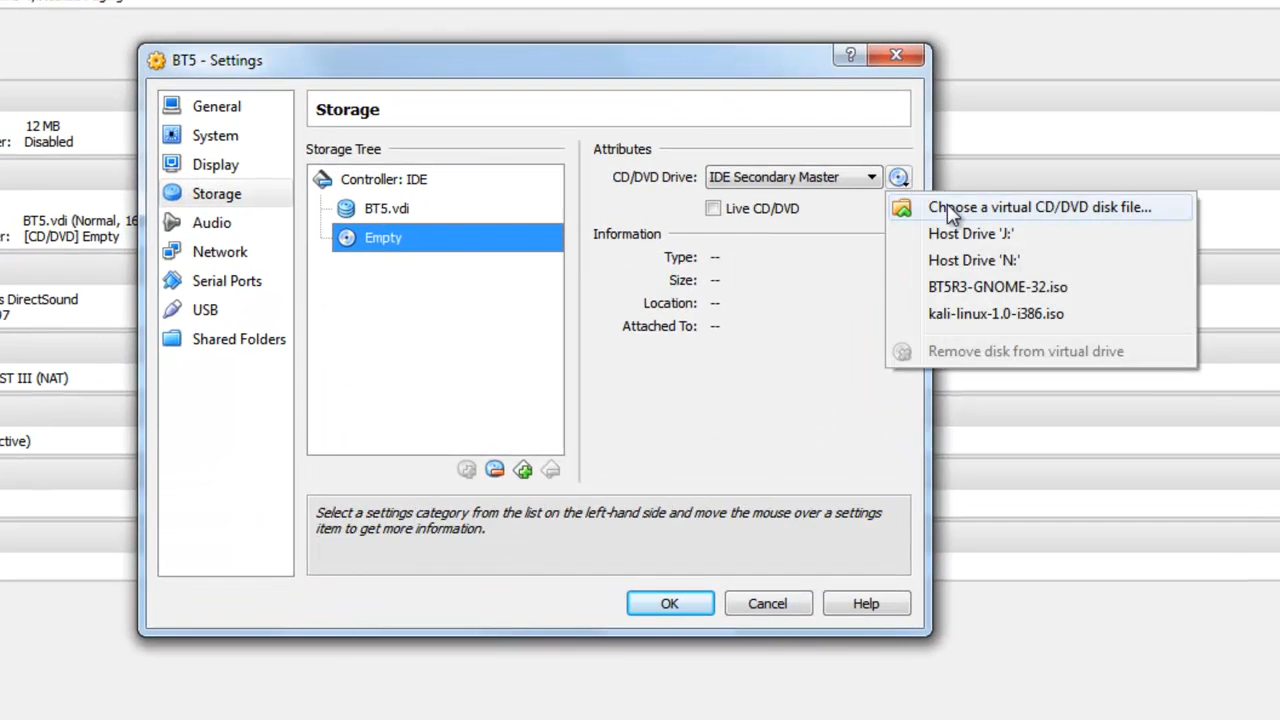 BT5 - Settings
?
General
System
Display
Storage
Audio
Network
Serial Ports
USB
Shared Folders
Storage
Storage Tree
Controller: IDE
BT5.vdi
Empty
Attributes
CD/DVD Drive:
IDE Secondary Master
Live CD/DVD
Information
Type: --
Size: --
Location: --
Attached To: --
Choose a virtual CD/DVD disk file...
Host Drive 'J:'
Host Drive 'N:'
BT5R3-GNOME-32.iso
kali-linux-1.0-i386.iso
Remove disk from virtual drive
Select a settings category from the list on the left-hand side and move the mouse over a settings
item to get more information.
OK
Cancel
Help
12 MB
er: Disabled
BT5.vdi (Normal, 16
[CD/DVD] Empty
s DirectSound
97
ST III (NAT)
ctive)